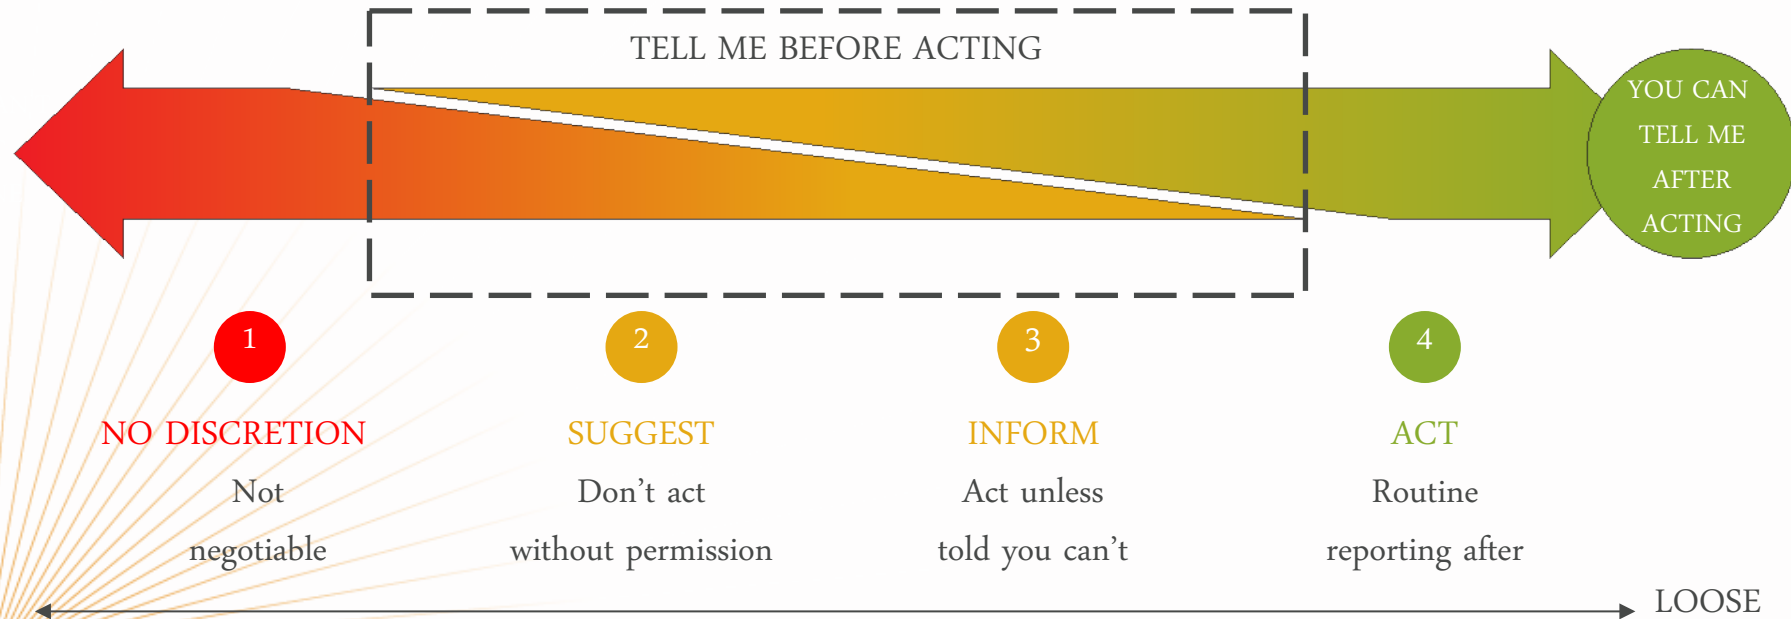 TELL ME BEFORE ACTING
YOU CAN
TELL ME
AFTER
ACTING
1
2
3
4
NO DISCRETION
SUGGEST
INFORM
ACT
Not
negotiable
Don't act
without permission
Act unless
told you can't
Routine
reporting after
LOOSE